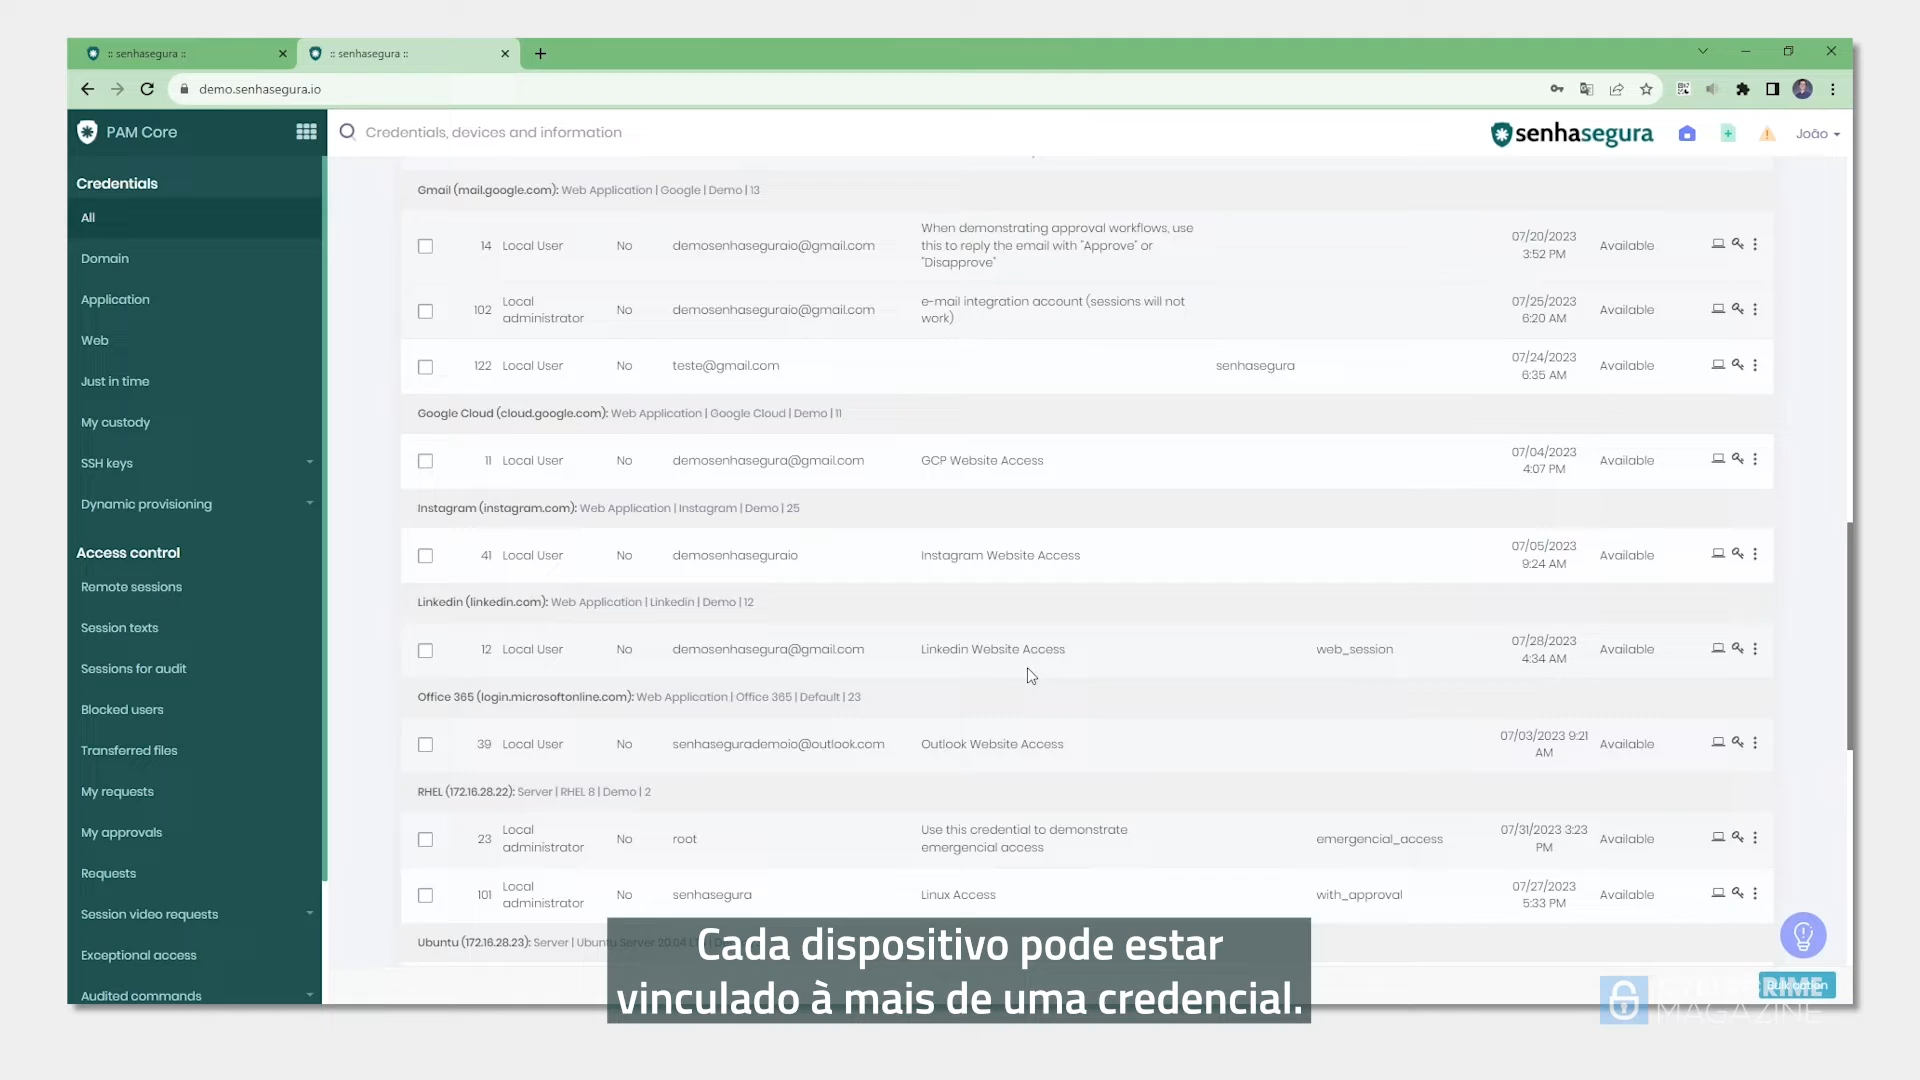 :: senhasegura ::
:: senhasegura ::
demo.senhasegura.io
PAM Core
Credentials, devices and information
senhasegura
João
Credentials
All
Domain
Application
Web
Just in time
My custody
SSH keys
Dynamic provisioning
Access control
Remote sessions
Session texts
Sessions for audit
Blocked users
Transferred files
My requests
My approvals
Requests
Session video requests
Exceptional access
Audited commands
Gmail (mail.google.com): Web Application | Google | Demo | 13
14 Local User No demosenhaseguraio@gmail.com When demonstrating approval workflows, use this to reply the email with "Approve" or "Disapprove" 07/20/2023 3:52 PM Available
102 Local administrator No demosenhaseguraio@gmail.com e-mail integration account (sessions will not work) 07/25/2023 6:20 AM Available
122 Local User No teste@gmail.com senhasegura 07/24/2023 6:35 AM Available
Google Cloud (cloud.google.com): Web Application | Google Cloud | Demo | 11
11 Local User No demosenhasegura@gmail.com GCP Website Access 07/04/2023 4:07 PM Available
Instagram (instagram.com): Web Application | Instagram | Demo | 25
41 Local User No demosenhaseguraio Instagram Website Access 07/05/2023 9:24 AM Available
Linkedin (linkedin.com): Web Application | Linkedin | Demo | 12
12 Local User No demosenhasegura@gmail.com Linkedin Website Access web_session 07/28/2023 4:34 AM Available
Office 365 (login.microsoftonline.com): Web Application | Office 365 | Default | 23
39 Local User No senhasegurademoio@outlook.com Outlook Website Access 07/03/2023 9:21 AM Available
RHEL (172.16.28.22): Server | RHEL 8 | Demo | 2
23 Local administrator No root Use this credential to demonstrate emergencial access emergencial_access 07/31/2023 3:23 PM Available
101 Local administrator No senhasegura Linux Access with_approval 07/27/2023 5:33 PM Available
Ubuntu (172.16.28.23): Server | Ubuntu Server 20.04
Cada dispositivo pode estar
vinculado à mais de uma credencial.
Bulk action
MAGAZINE